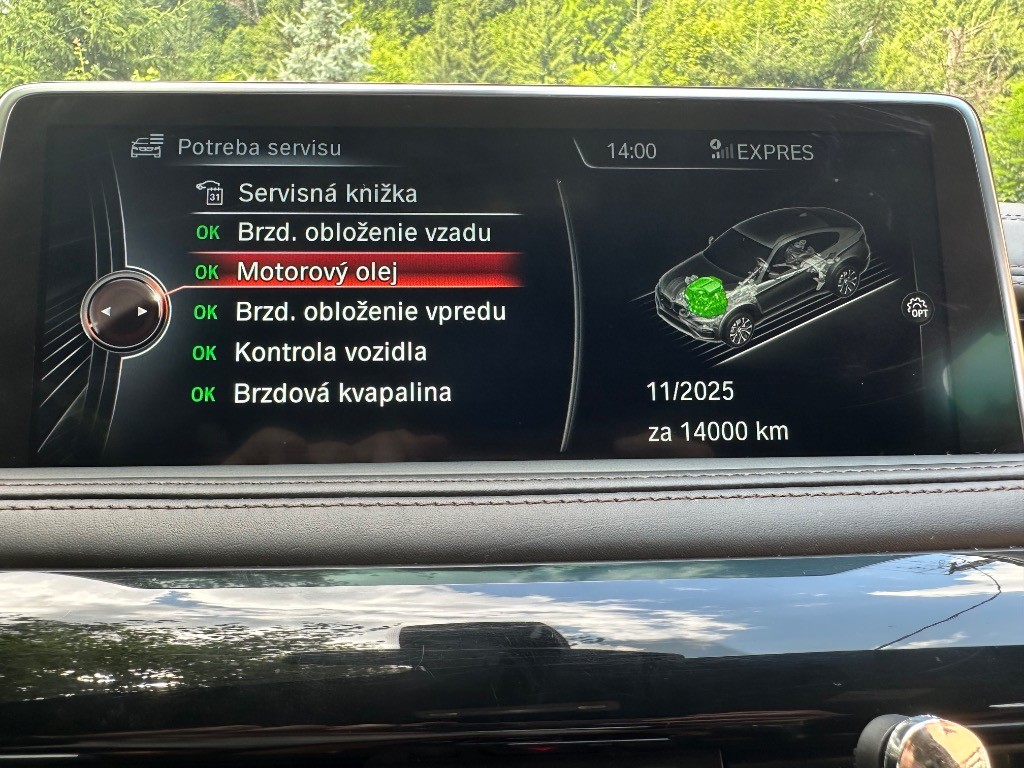 Potreba servisu
14:00
EXPRES
31
Servisná knižka
OK Brzd. obloženie vzadu
OK Motorový olej
OK Brzd. obloženie vpredu
OK Kontrola vozidla
OK Brzdová kvapalina
OPT
11/2025
za 14000 km